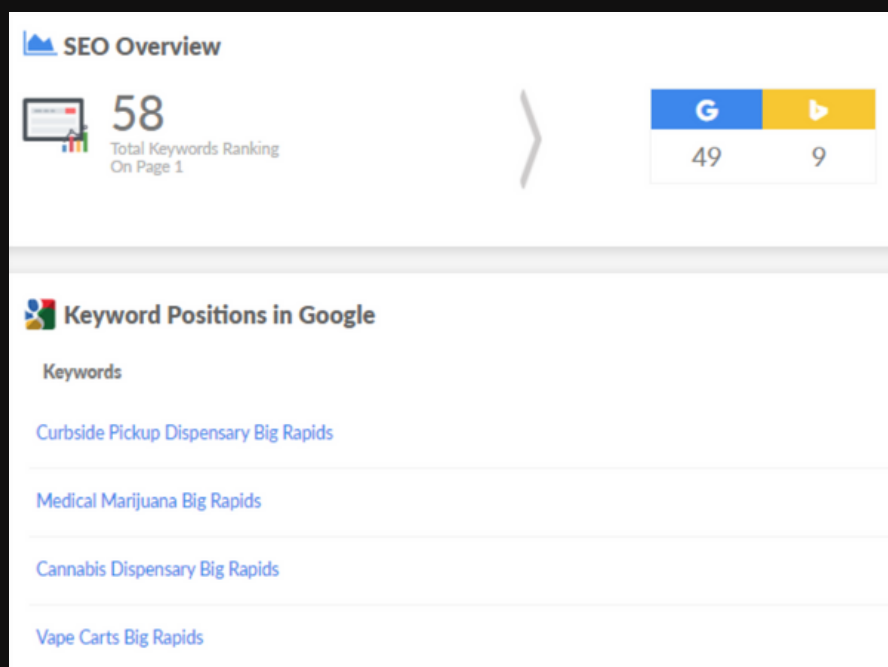 SEO Overview
58
Total Keywords Ranking
On Page 1
G
b
49
9
Keyword Positions in Google
Keywords
Curbside Pickup Dispensary Big Rapids
Medical Marijuana Big Rapids
Cannabis Dispensary Big Rapids
Vape Carts Big Rapids